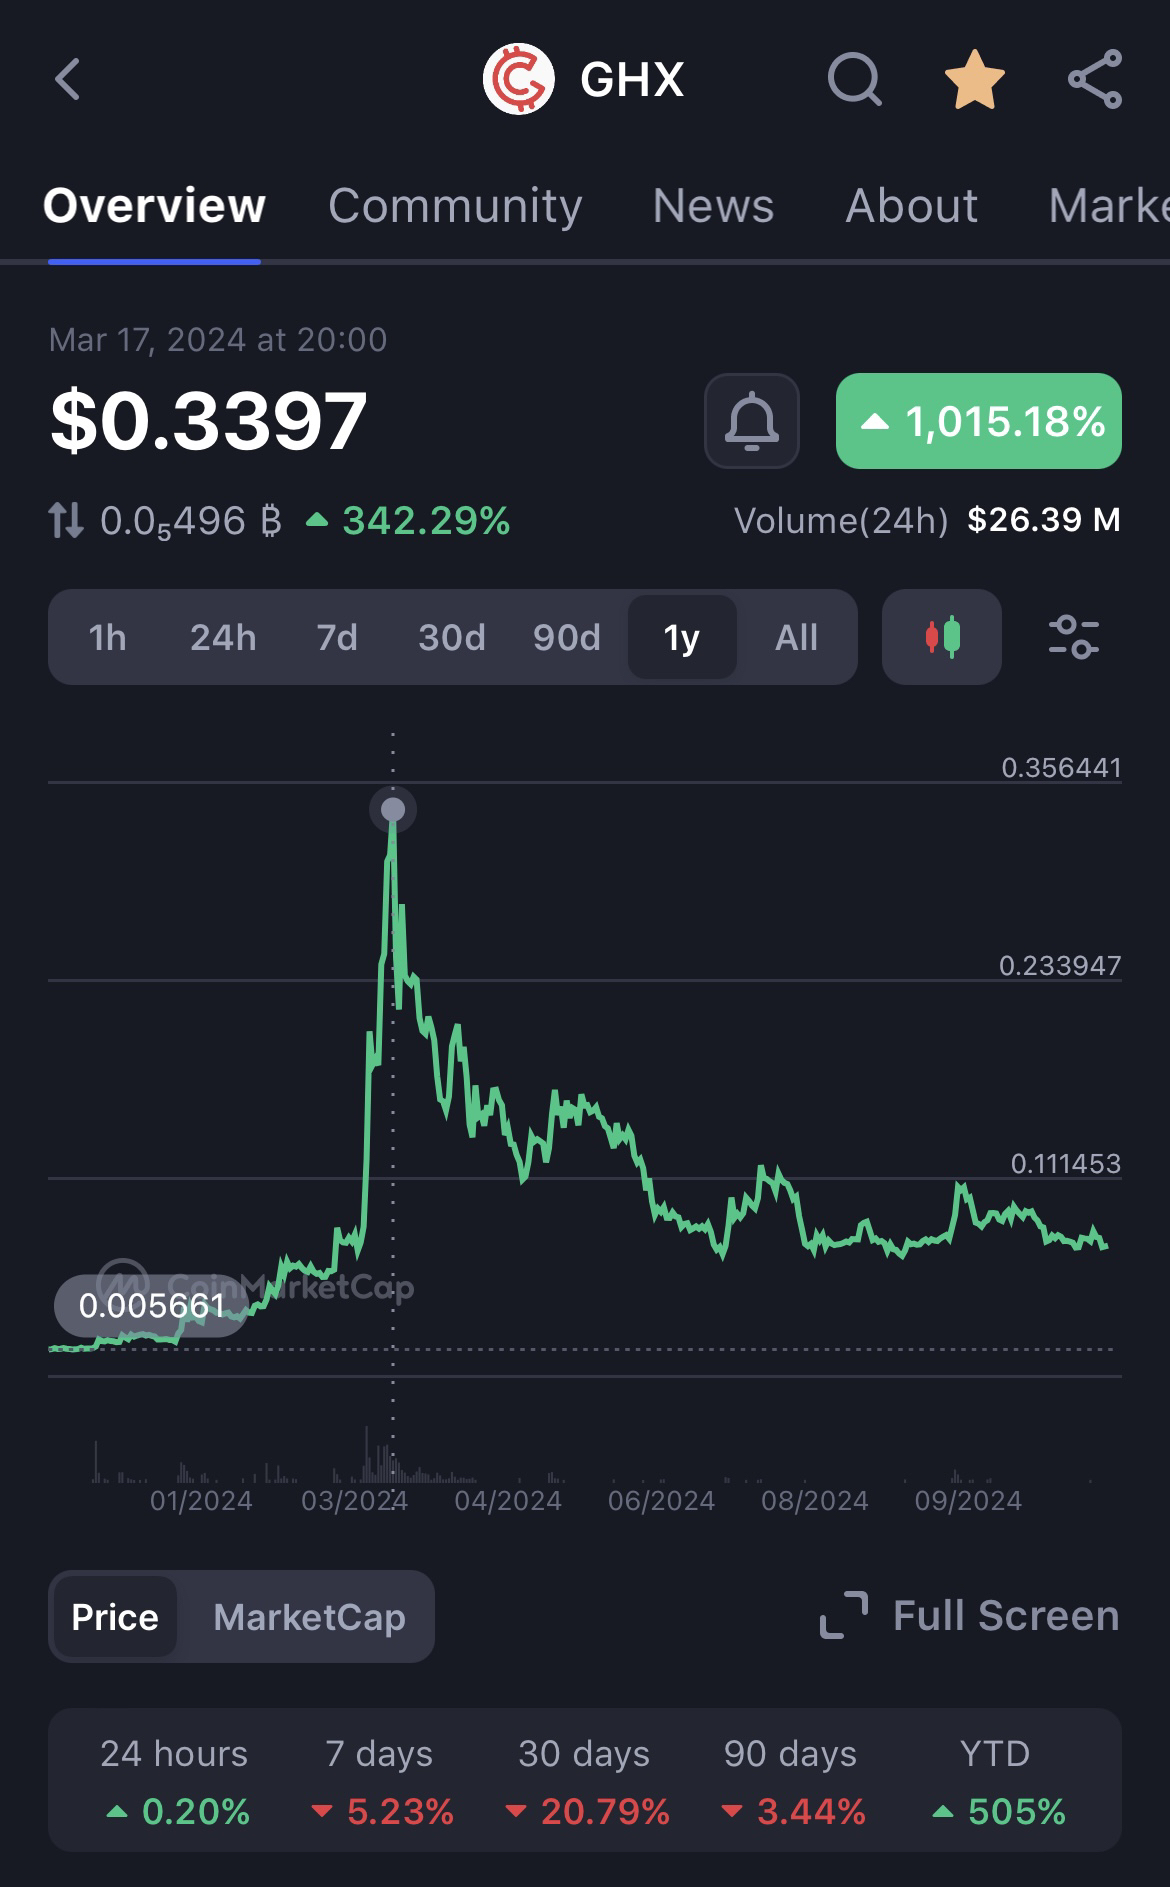 GHX
Overview Community News About Marke
Mar 17, 2024 at 20:00
$0.3397
1,015.18%
0.0₅496 ₿ 342.29% Volume(24h) $26.39 M
1h 24h 7d 30d 90d 1y All
0.356441
0.233947
0.111453
CoinMarketCap
0.005661
01/2024 03/2024 04/2024 06/2024 08/2024 09/2024
Price MarketCap Full Screen
24 hours 7 days 30 days 90 days YTD
0.20% 5.23% 20.79% 3.44% 505%